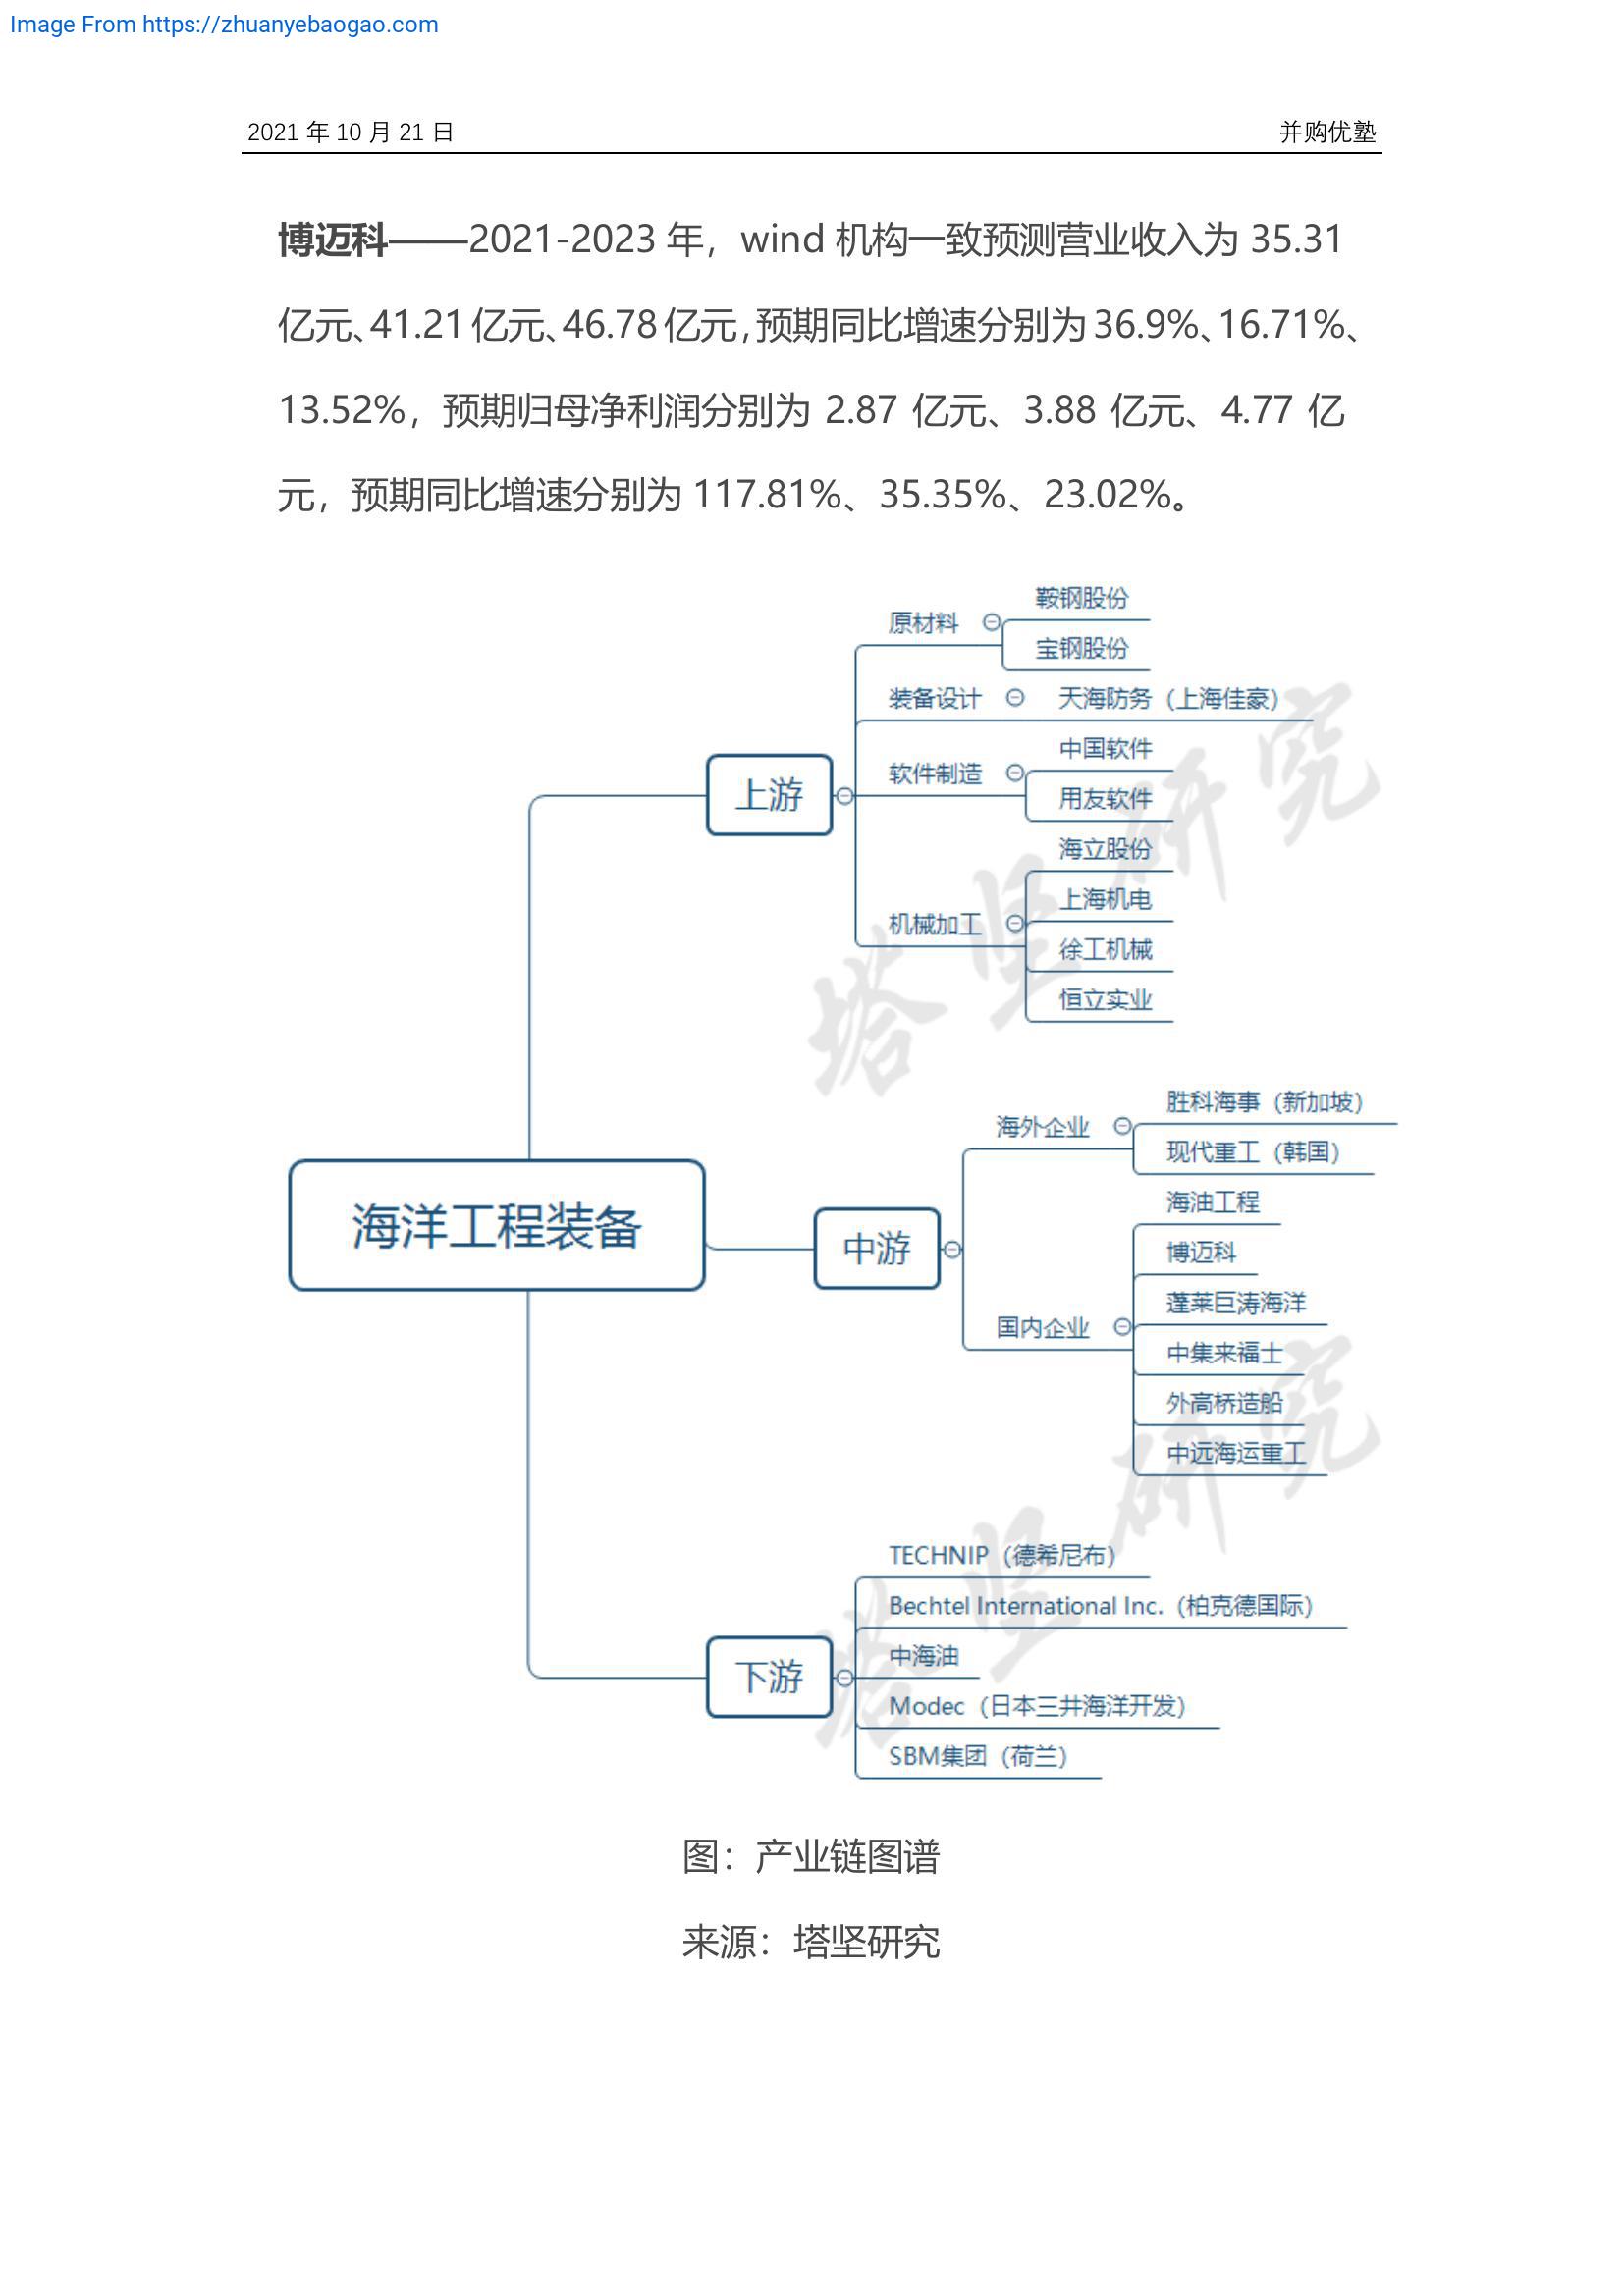 Image From https://zhuanyebaogao.com
2021 年 10 月 21 日
并购优塾
博迈科——2021-2023 年，wind 机构一致预测营业收入为 35.31
亿元、41.21 亿元、46.78 亿元，预期同比增速分别为 36.9%、16.71%、
13.52%，预期归母净利润分别为 2.87 亿元、3.88 亿元、4.77 亿
元，预期同比增速分别为 117.81%、35.35%、23.02%。
海洋工程装备
上游
原材料
鞍钢股份
宝钢股份
装备设计
天海防务（上海佳豪）
软件制造
中国软件
用友软件
机械加工
海立股份
上海机电
徐工机械
恒立实业
中游
海外企业
胜科海事（新加坡）
现代重工（韩国）
国内企业
海油工程
博迈科
蓬莱巨涛海洋
中集来福士
外高桥造船
中远海运重工
下游
TECHNIP（德希尼布）
Bechtel International Inc.（柏克德国际）
中海油
Modec（日本三井海洋开发）
SBM集团（荷兰）
塔坚研究
塔坚研究
图：产业链图谱
来源：塔坚研究